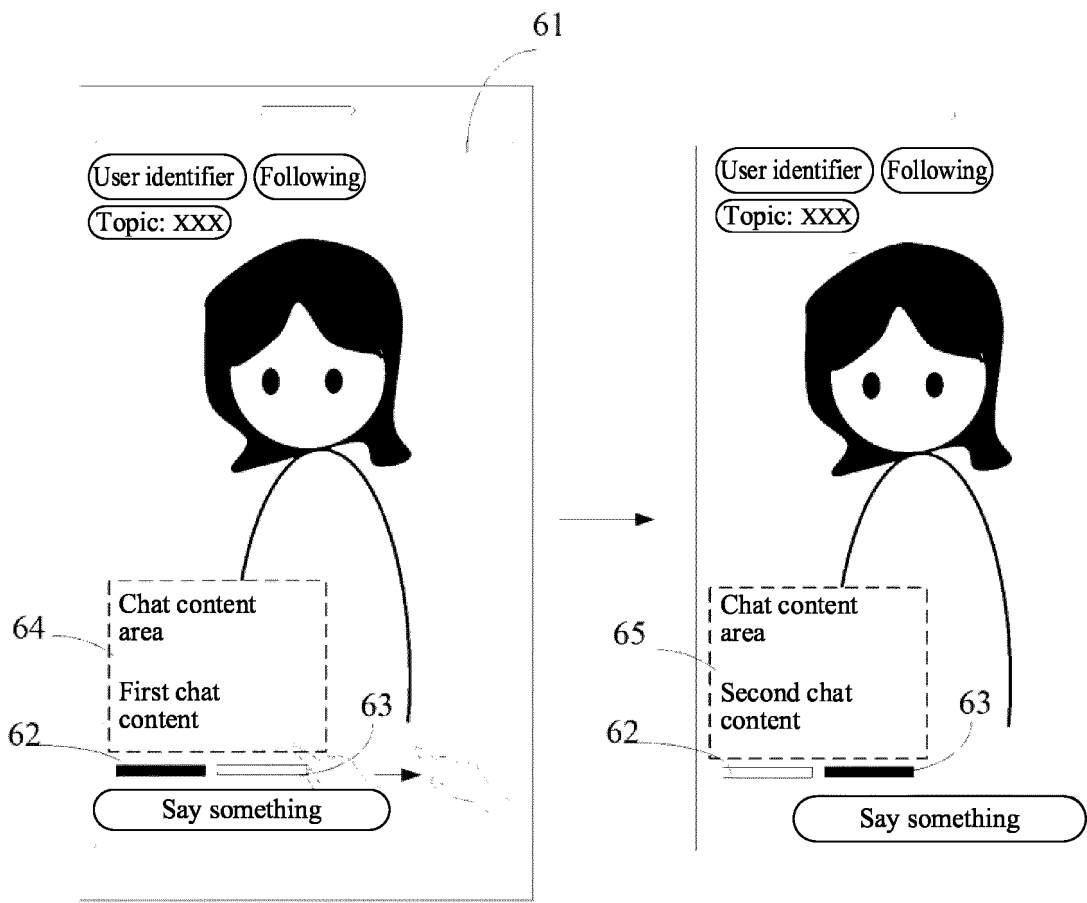 61
User identifier
Following
Topic: XXX
Chat content
area
First chat
content
64
62
63
Say something
User identifier
Following
Topic: XXX
Chat content
area
Second chat
content
65
62
63
Say something